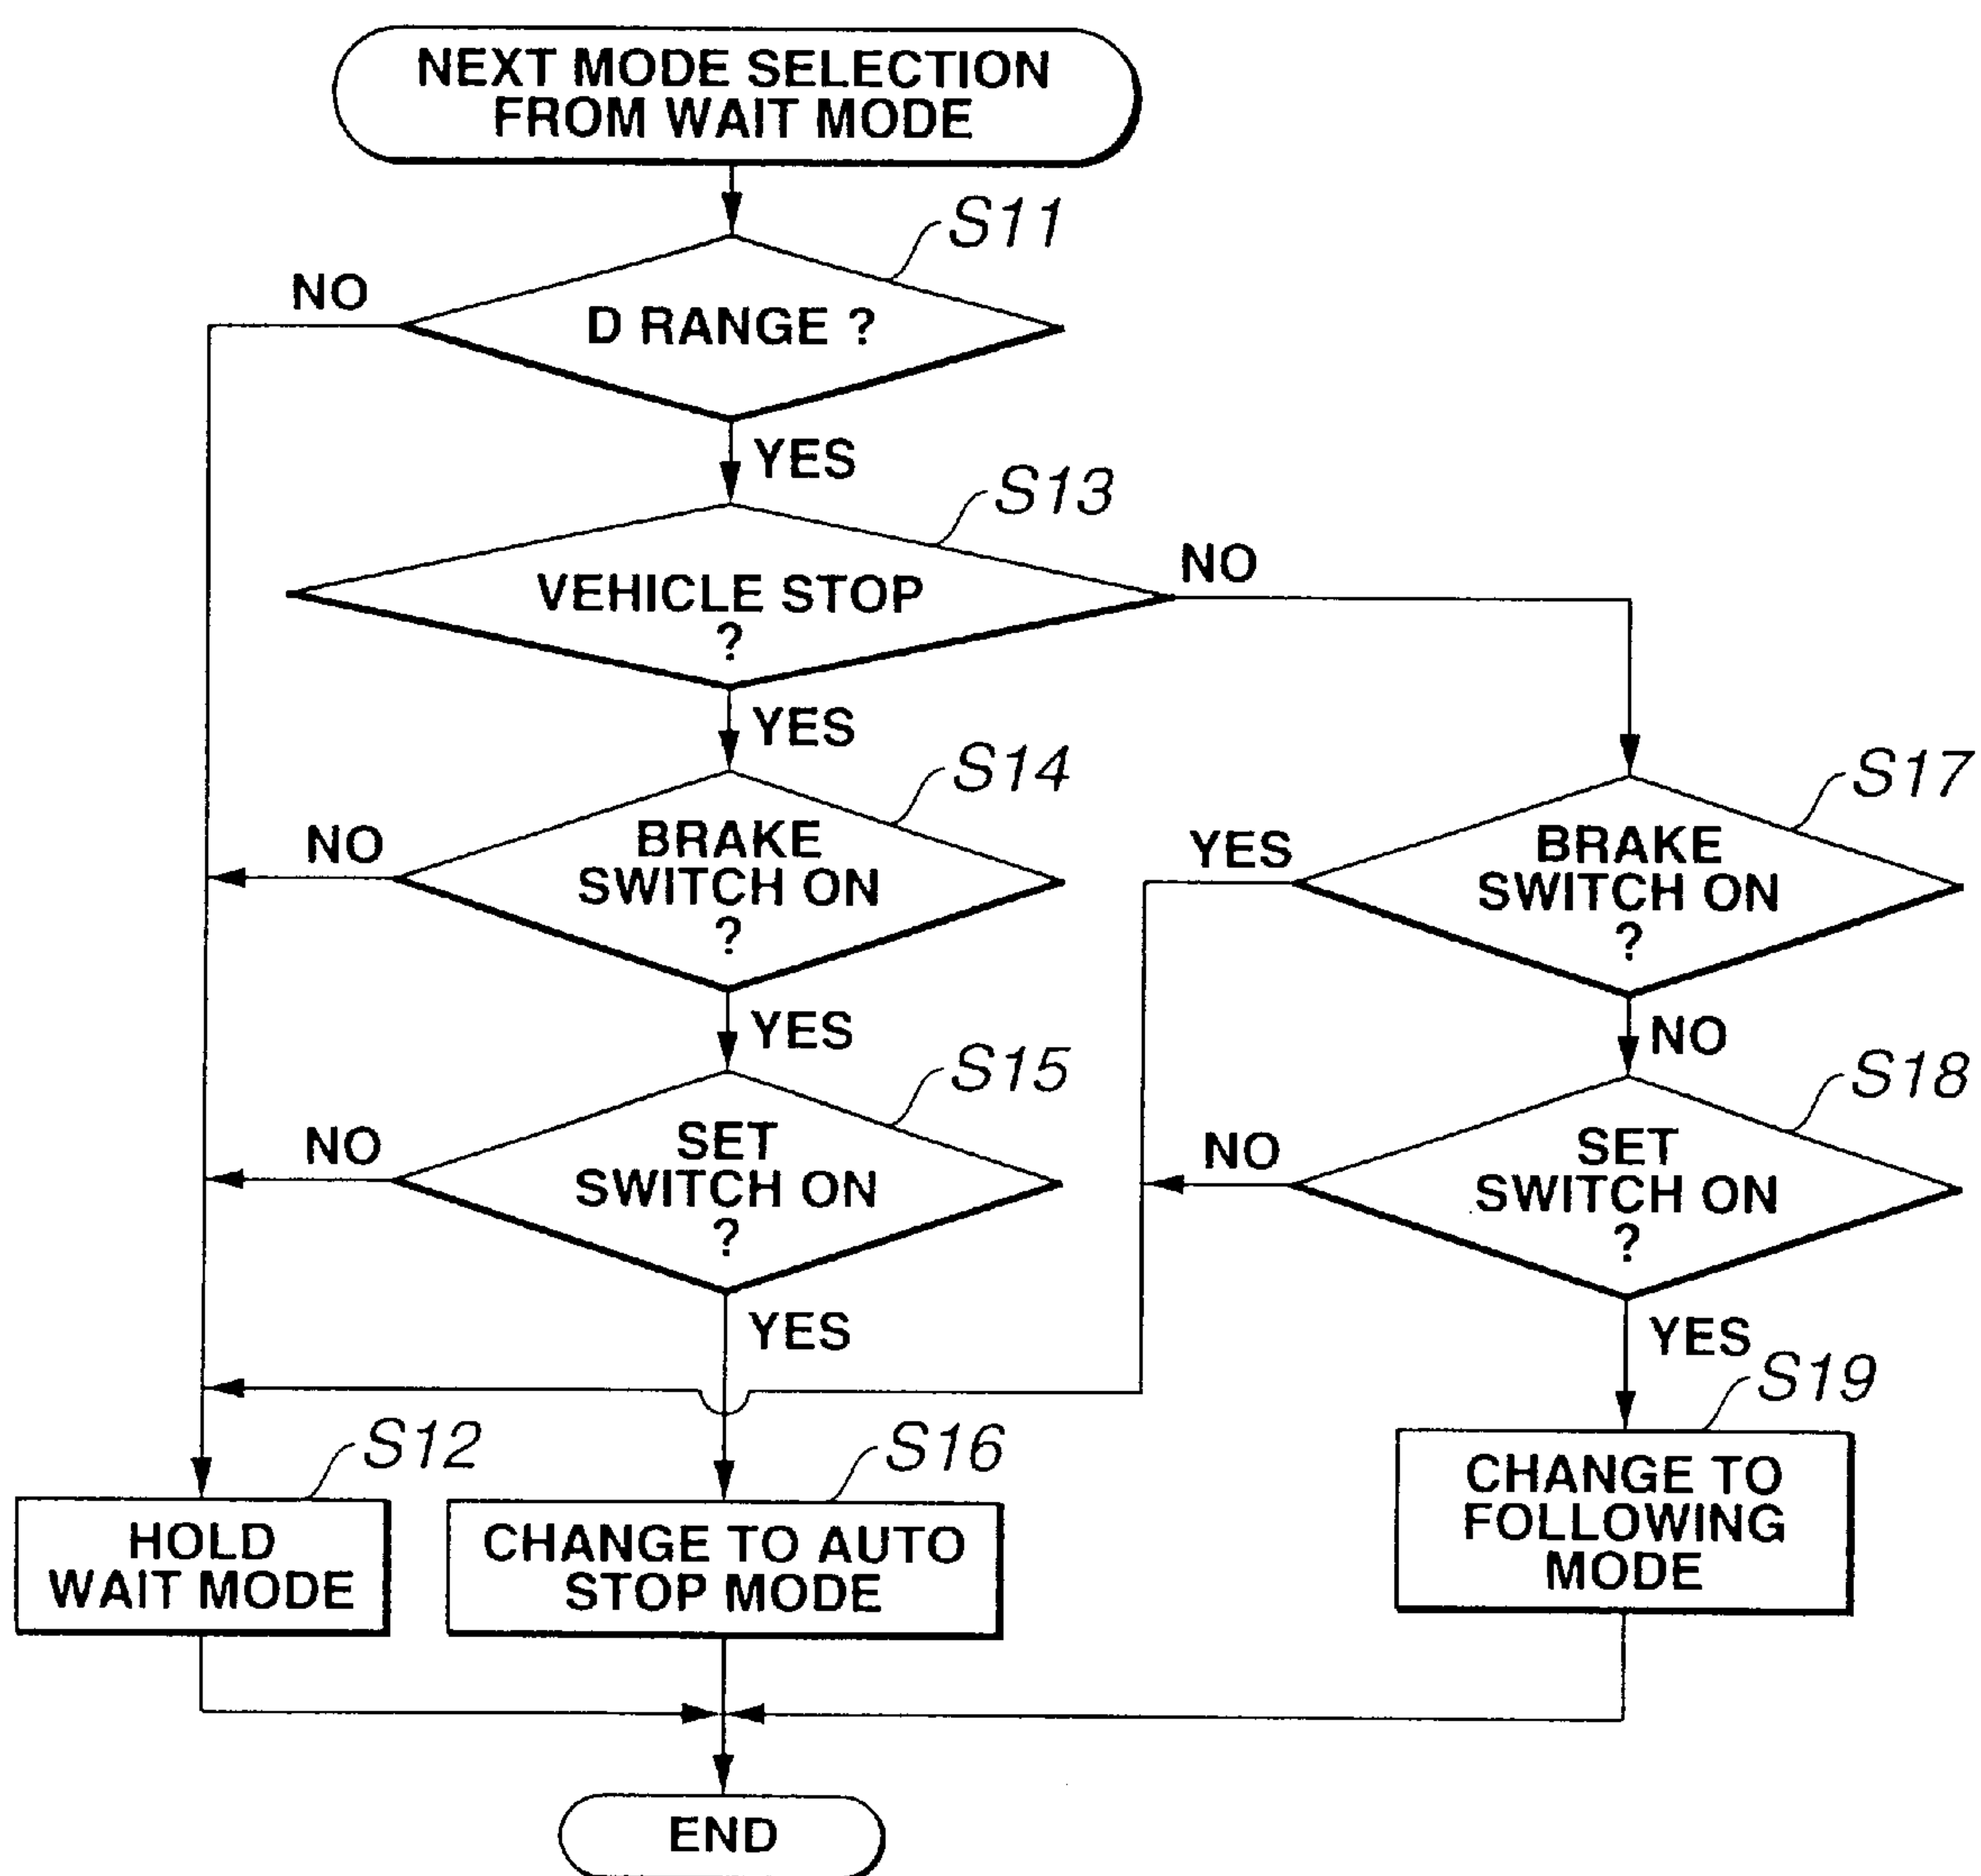 NEXT MODE SELECTION
FROM WAIT MODE
S11
NO
D RANGE ?
YES
S13
NO
VEHICLE STOP
?
YES
S14
S17
NO
BRAKE
SWITCH ON
?
YES
BRAKE
SWITCH ON
?
YES
NO
S15
S18
NO
SET
SWITCH ON
?
NO
SET
SWITCH ON
?
YES
YES
S19
S12
S16
CHANGE TO
FOLLOWING
MODE
HOLD
WAIT MODE
CHANGE TO AUTO
STOP MODE
END